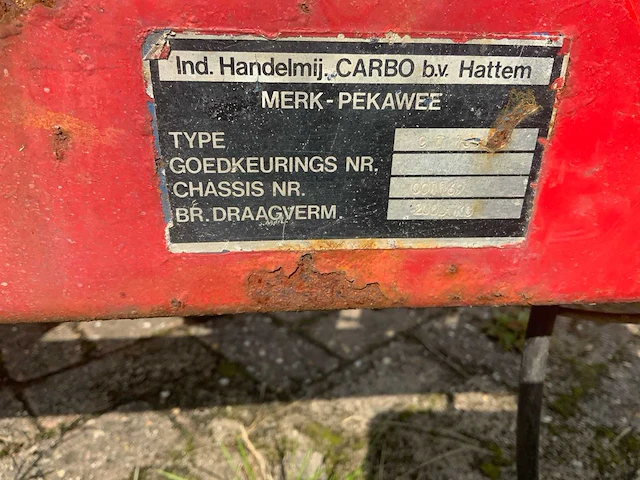 Ind. Handelmij. CARBO b.v. Hattem
MERK-PEKAWEE
TYPE
GOEDKEURINGS NR.
CHASSIS NR.
BR. DRAAGVERM.